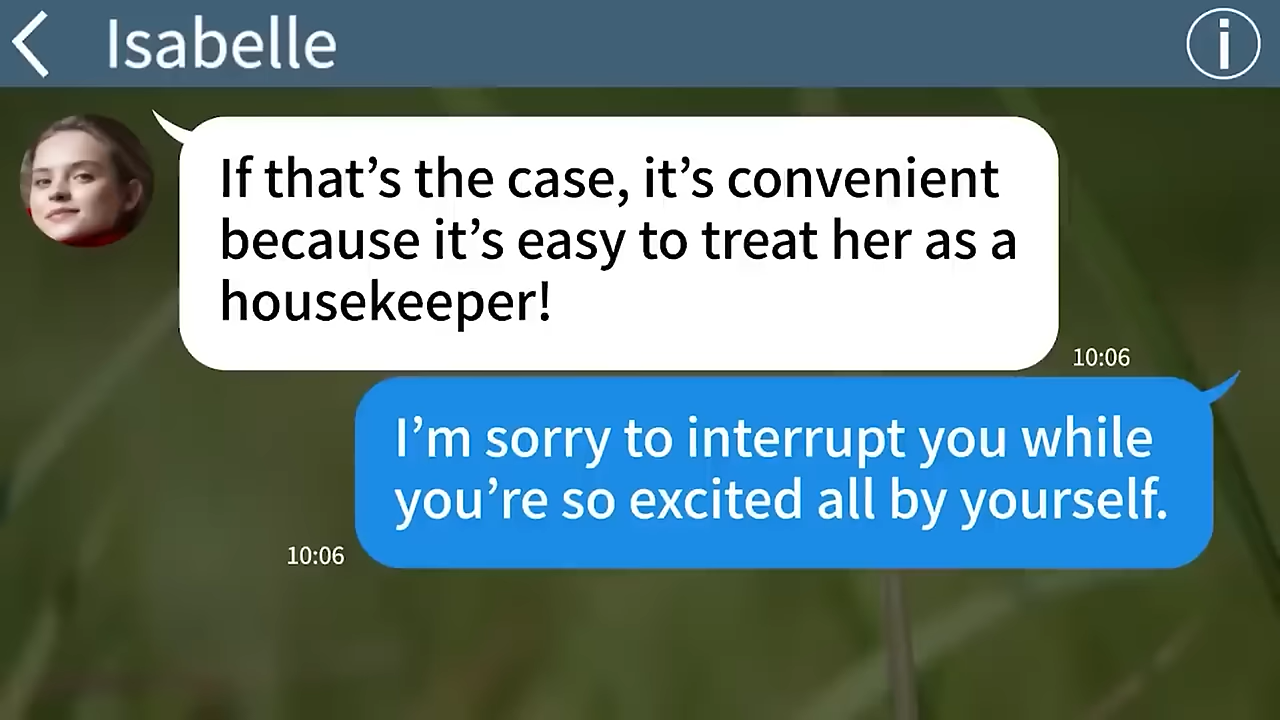 Isabelle
If that’s the case, it’s convenient
because it’s easy to treat her as a
housekeeper!
10:06
I’m sorry to interrupt you while
you’re so excited all by yourself.
10:06